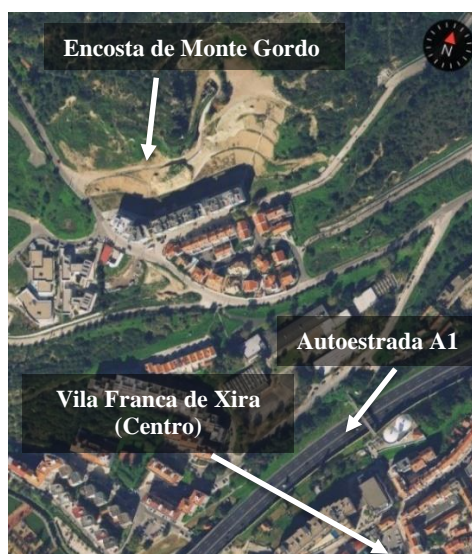 Encosta de Monte Gordo
N
Autoestrada A1
Vila Franca de Xira
(Centro)